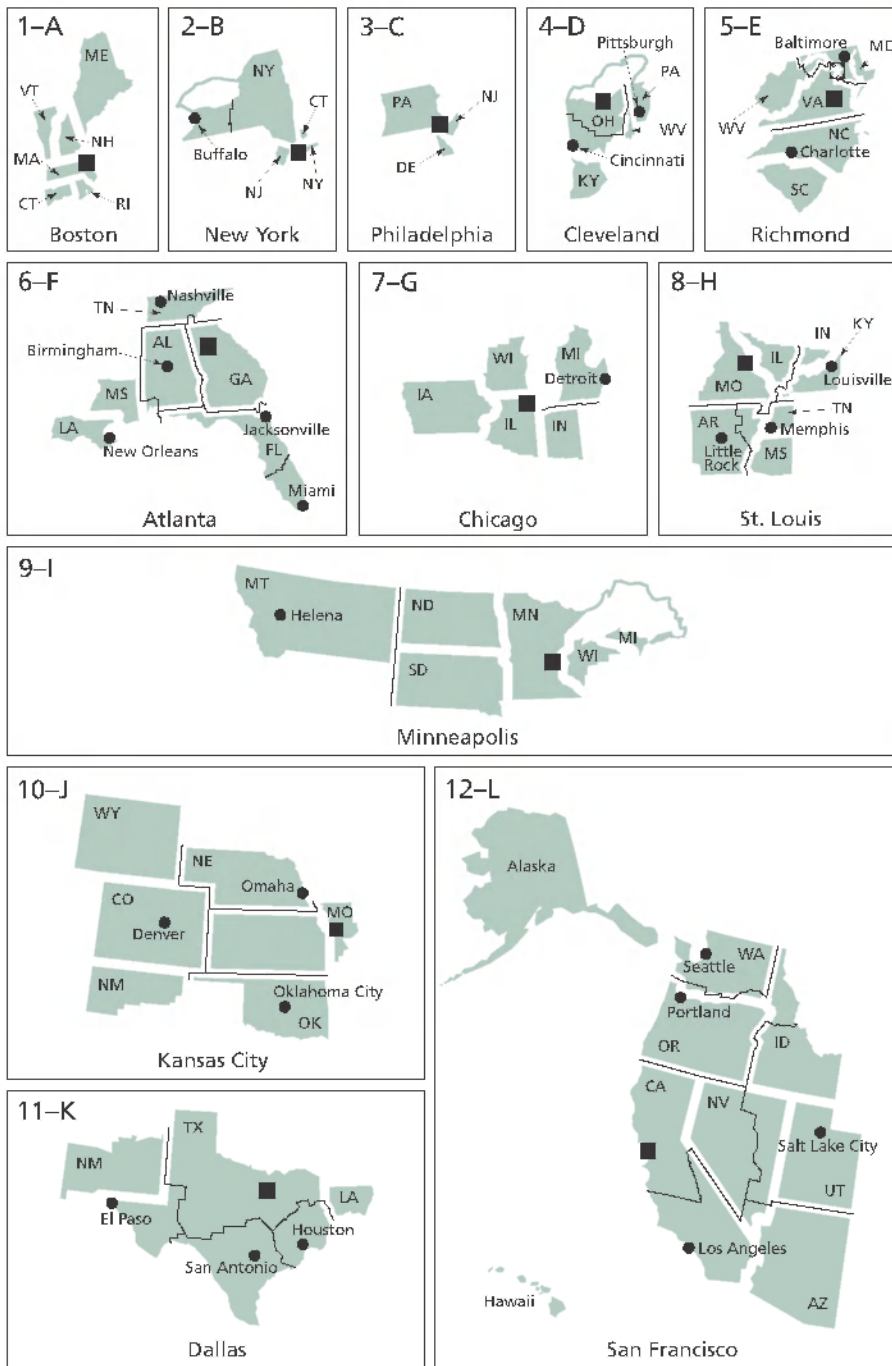 1–A
ME
VT
NH
MA
CT
RI
Boston
2–B
NY
CT
Buffalo
NJ
NY
New York
3–C
PA
NJ
DE
Philadelphia
4–D
Pittsburgh
PA
OH
WV
Cincinnati
KY
Cleveland
5–E
Baltimore
MD
VA
WV
NC
Charlotte
SC
Richmond
6–F
Nashville
TN
AL
Birmingham
GA
MS
LA
Jacksonville
New Orleans
FL
Miami
Atlanta
7–G
WI
MI
IA
Detroit
IL
IN
Chicago
8–H
IN
KY
IL
MO
Louisville
TN
AR
Memphis
Little
Rock
MS
St. Louis
9–I
MT
ND
MN
Helena
MI
WI
SD
Minneapolis
10–J
WY
NE
Omaha
CO
MO
Denver
NM
Oklahoma City
OK
Kansas City
11–K
TX
NM
LA
El Paso
Houston
San Antonio
Dallas
12–L
Alaska
WA
Seattle
Portland
OR
ID
CA
NV
Salt Lake City
UT
Los Angeles
Hawaii
AZ
San Francisco